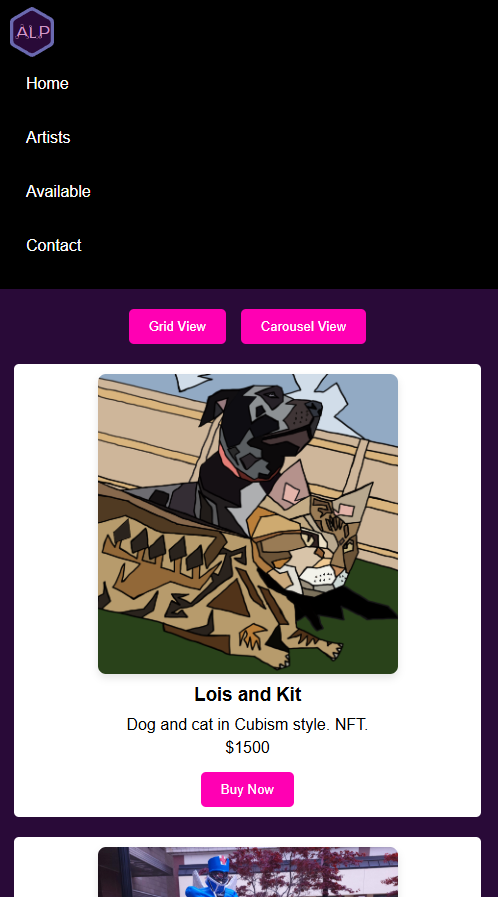 ALP
Home
Artists
Available
Contact
Grid View Carousel View
Lois and Kit
Dog and cat in Cubism style. NFT.
$1500
Buy Now